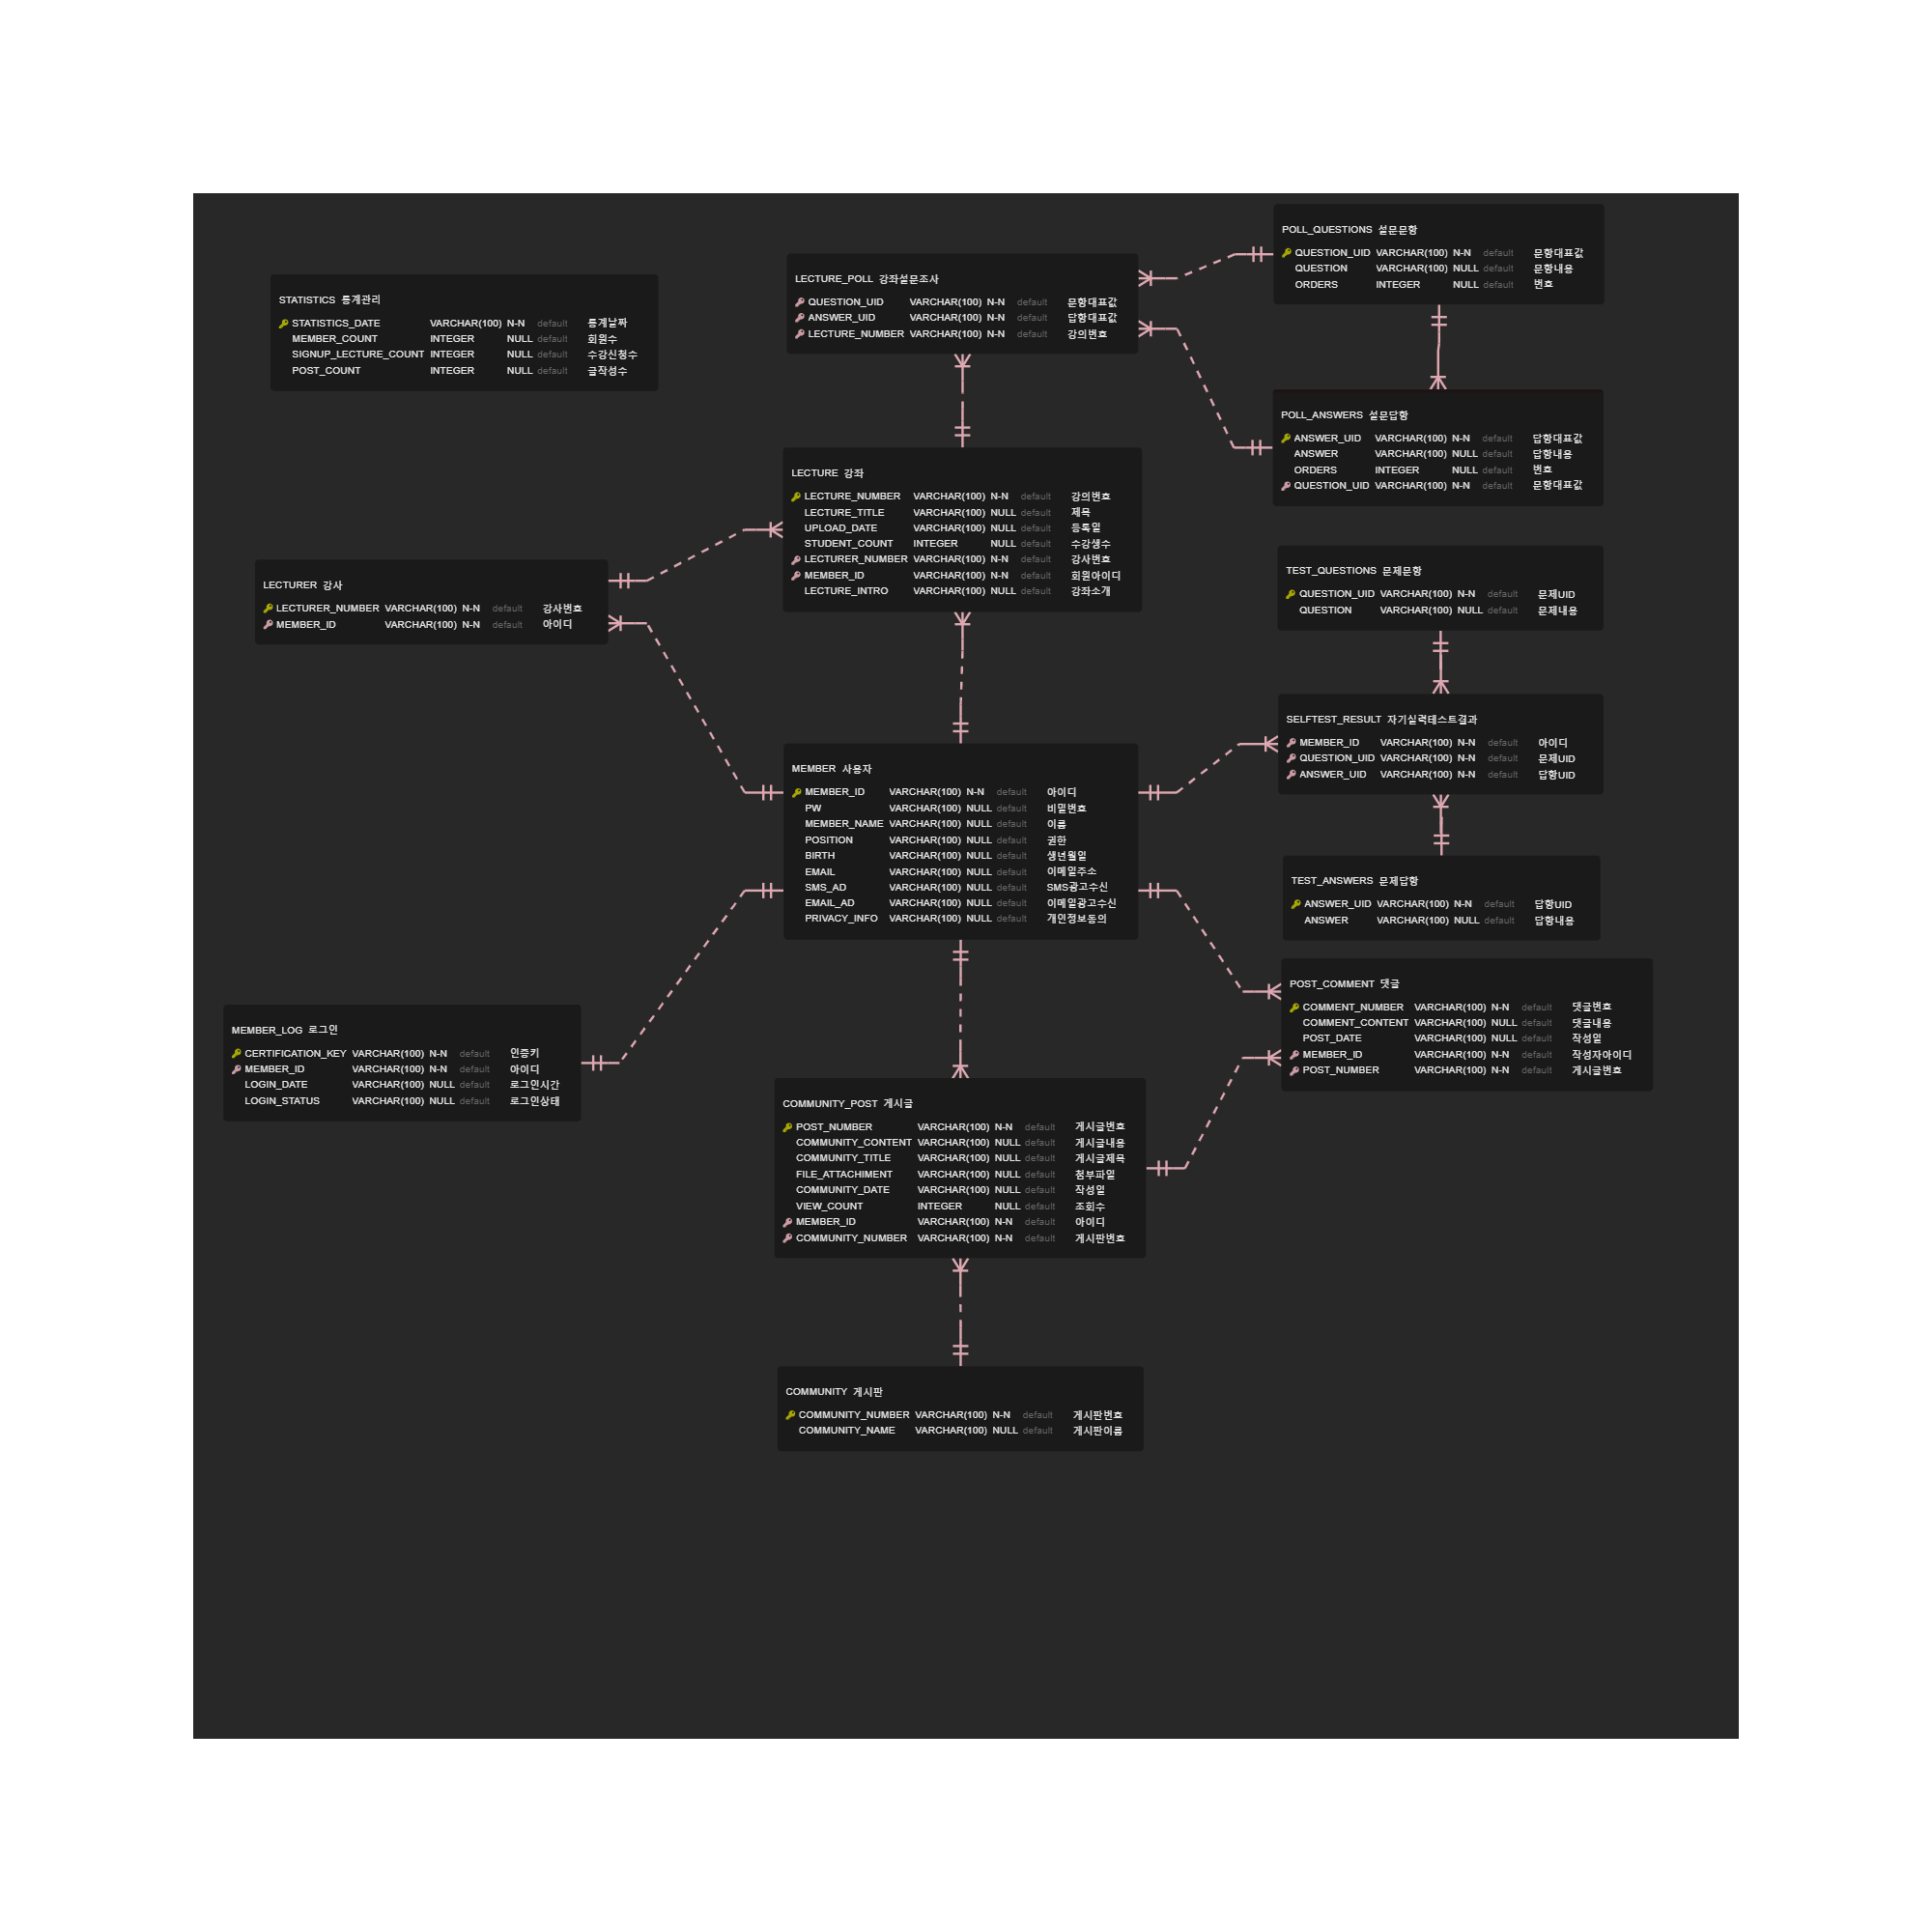 STATISTICS 통계관리
STATISTICS_DATE VARCHAR(100) N-N default 통계날짜
MEMBER_COUNT INTEGER NULL default 회원수
SIGNUP_LECTURE_COUNT INTEGER NULL default 수강신청수
POST_COUNT INTEGER NULL default 글작성수
LECTURE_POLL 강좌설문조사
QUESTION_UID VARCHAR(100) N-N default 문항대표값
ANSWER_UID VARCHAR(100) N-N default 답항대표값
LECTURE_NUMBER VARCHAR(100) N-N default 강의번호
POLL_QUESTIONS 설문문항
QUESTION_UID VARCHAR(100) N-N default 문항대표값
QUESTION VARCHAR(100) NULL default 문항내용
ORDERS INTEGER NULL default 번호
POLL_ANSWERS 설문답항
ANSWER_UID VARCHAR(100) N-N default 답항대표값
ANSWER VARCHAR(100) NULL default 답항내용
ORDERS INTEGER NULL default 번호
QUESTION_UID VARCHAR(100) N-N default 문항대표값
LECTURE 강좌
LECTURE_NUMBER VARCHAR(100) N-N default 강의번호
LECTURE_TITLE VARCHAR(100) NULL default 제목
UPLOAD_DATE VARCHAR(100) NULL default 등록일
STUDENT_COUNT INTEGER NULL default 수강생수
LECTURER_NUMBER VARCHAR(100) N-N default 강사번호
MEMBER_ID VARCHAR(100) N-N default 회원아이디
LECTURE_INTRO VARCHAR(100) NULL default 강좌소개
LECTURER 강사
LECTURER_NUMBER VARCHAR(100) N-N default 강사번호
MEMBER_ID VARCHAR(100) N-N default 아이디
TEST_QUESTIONS 문제문항
QUESTION_UID VARCHAR(100) N-N default 문제UID
QUESTION VARCHAR(100) NULL default 문제내용
SELFTEST_RESULT 자기실력테스트결과
MEMBER_ID VARCHAR(100) N-N default 아이디
QUESTION_UID VARCHAR(100) N-N default 문제UID
ANSWER_UID VARCHAR(100) N-N default 답항UID
MEMBER 사용자
MEMBER_ID VARCHAR(100) N-N default 아이디
PW VARCHAR(100) NULL default 비밀번호
MEMBER_NAME VARCHAR(100) NULL default 이름
POSITION VARCHAR(100) NULL default 권한
BIRTH VARCHAR(100) NULL default 생년월일
EMAIL VARCHAR(100) NULL default 이메일주소
SMS_AD VARCHAR(100) NULL default SMS광고수신
EMAIL_AD VARCHAR(100) NULL default 이메일광고수신
PRIVACY_INFO VARCHAR(100) NULL default 개인정보동의
TEST_ANSWERS 문제답항
ANSWER_UID VARCHAR(100) N-N default 답항UID
ANSWER VARCHAR(100) NULL default 답항내용
POST_COMMENT 댓글
COMMENT_NUMBER VARCHAR(100) N-N default 댓글번호
COMMENT_CONTENT VARCHAR(100) NULL default 댓글내용
POST_DATE VARCHAR(100) NULL default 작성일
MEMBER_ID VARCHAR(100) N-N default 작성자아이디
POST_NUMBER VARCHAR(100) N-N default 게시글번호
MEMBER_LOG 로그인
CERTIFICATION_KEY VARCHAR(100) N-N default 인증키
MEMBER_ID VARCHAR(100) N-N default 아이디
LOGIN_DATE VARCHAR(100) NULL default 로그인시간
LOGIN_STATUS VARCHAR(100) NULL default 로그인상태
COMMUNITY_POST 게시글
POST_NUMBER VARCHAR(100) N-N default 게시글번호
COMMUNITY_CONTENT VARCHAR(100) NULL default 게시글내용
COMMUNITY_TITLE VARCHAR(100) NULL default 게시글제목
FILE_ATTACHIMENT VARCHAR(100) NULL default 첨부파일
COMMUNITY_DATE VARCHAR(100) NULL default 작성일
VIEW_COUNT INTEGER NULL default 조회수
MEMBER_ID VARCHAR(100) N-N default 아이디
COMMUNITY_NUMBER VARCHAR(100) N-N default 게시판번호
COMMUNITY 게시판
COMMUNITY_NUMBER VARCHAR(100) N-N default 게시판번호
COMMUNITY_NAME VARCHAR(100) NULL default 게시판이름